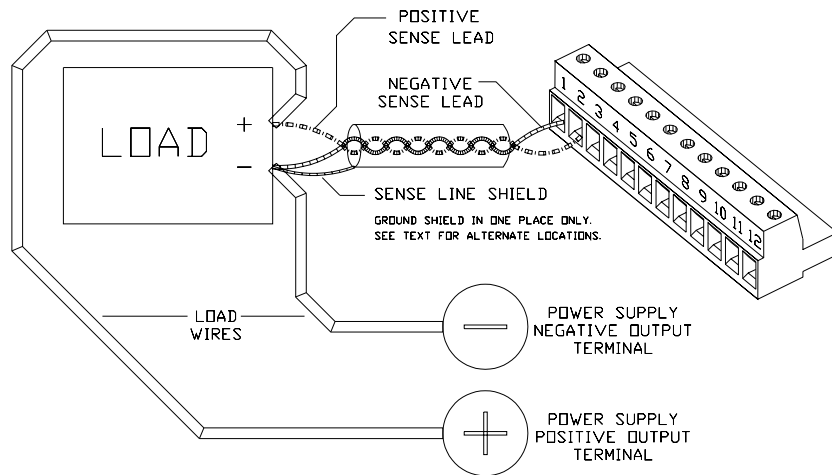 POSITIVE
SENSE LEAD
NEGATIVE
SENSE LEAD
1 2 3 4 5 6 7 8 9 10 11 12
LOAD
+
−
SENSE LINE SHIELD
GROUND SHIELD IN ONE PLACE ONLY.
SEE TEXT FOR ALTERNATE LOCATIONS.
LOAD
WIRES
−
POWER SUPPLY
NEGATIVE OUTPUT
TERMINAL
+
POWER SUPPLY
POSITIVE OUTPUT
TERMINAL